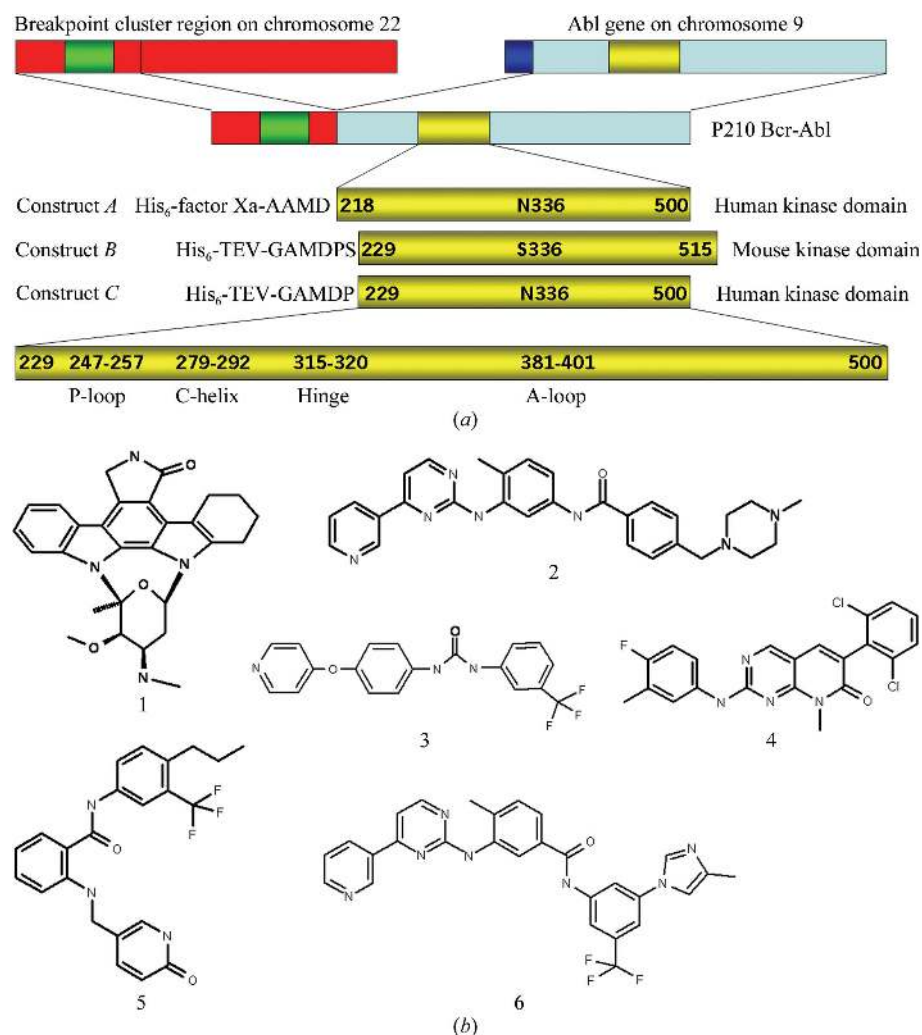 Breakpoint cluster region on chromosome 22 Abl gene on chromosome 9
P210 Bcr-Abl
Construct A His6-factor Xa-AAMD 218 N336 500 Human kinase domain
Construct B His6-TEV-GAMDPS 229 S336 515 Mouse kinase domain
Construct C His6-TEV-GAMDP 229 N336 500 Human kinase domain
229 247-257 279-292 315-320 381-401 500
P-loop C-helix Hinge A-loop
(a)
N O
N N
O
O
N
1
N N N N N O N N
2
N O N O N F F F
3
F N N N N O Cl Cl
4
N O F F F N N O
5
N N N N O N N N F F F
6
(b)